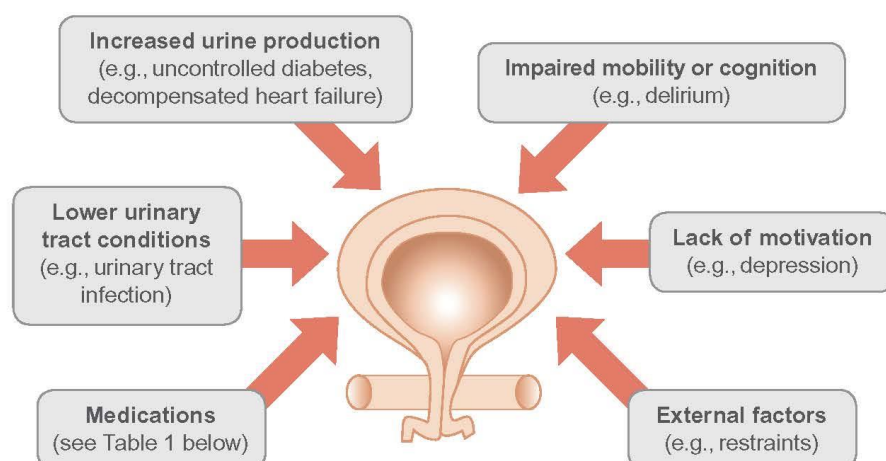 Increased urine production
(e.g., uncontrolled diabetes,
decompensated heart failure)
Impaired mobility or cognition
(e.g., delirium)
Lower urinary
tract conditions
(e.g., urinary tract
infection)
Lack of motivation
(e.g., depression)
Medications
(see Table 1 below)
External factors
(e.g., restraints)